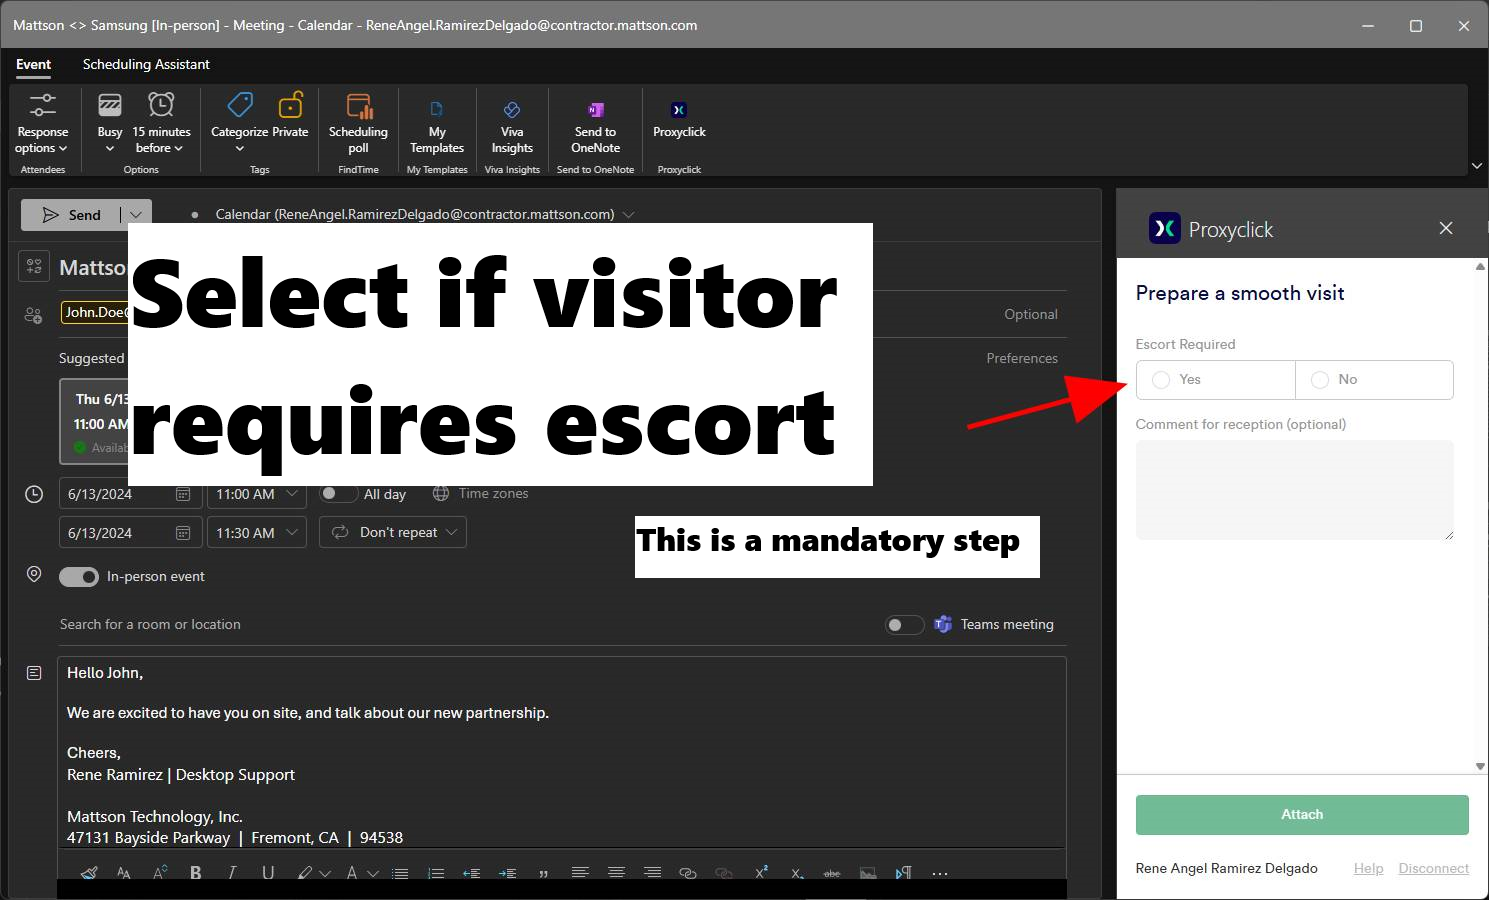 Mattson <> Samsung [In-person] - Meeting - Calendar - ReneAngel.RamirezDelgado@contractor.mattson.com
Event
Scheduling Assistant
Response options
Attendees
Busy
15 minutes before
Options
Categorize
Private
Tags
Scheduling poll
FindTime
My Templates
My Templates
Viva Insights
Viva Insights
Send to OneNote
Send to OneNote
Proxyclick
Proxyclick
Send
Calendar (ReneAngel.RamirezDelgado@contractor.mattson.com)
Select if visitor
requires escort
Optional
Suggested
Preferences
Thu 6/13
11:00 AM
6/13/2024
11:00 AM
All day
Time zones
6/13/2024
11:30 AM
Don't repeat
This is a mandatory step
In-person event
Search for a room or location
Teams meeting
Hello John,
We are excited to have you on site, and talk about our new partnership.
Cheers,
Rene Ramirez | Desktop Support
Mattson Technology, Inc.
47131 Bayside Parkway | Fremont, CA | 94538
Proxyclick
Prepare a smooth visit
Escort Required
Yes
No
Comment for reception (optional)
Attach
Rene Angel Ramirez Delgado
Help
Disconnect